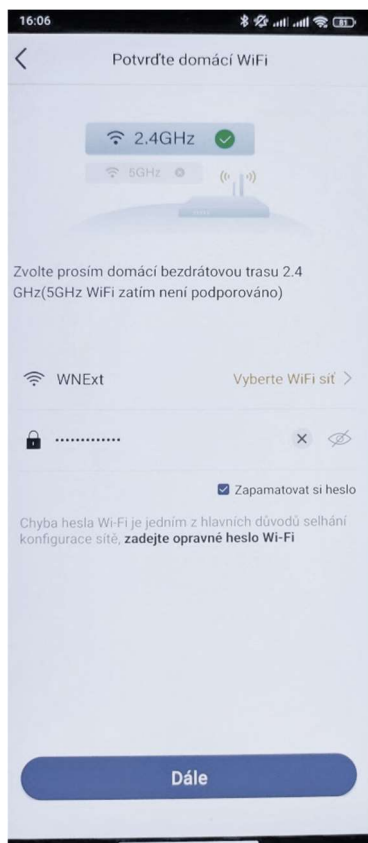 16:06
81
Potvrďte domácí WiFi
2.4GHz
5GHz
Zvolte prosím domácí bezdrátovou trasu 2.4
GHz(5GHz WiFi zatím není podporováno)
WNExt
Vyberte WiFi síť >
•••••••••••••
Zapamatovat si heslo
Chyba hesla Wi-Fi je jedním z hlavních důvodů selhání
konfigurace sítě, zadejte opravné heslo Wi-Fi
Dále